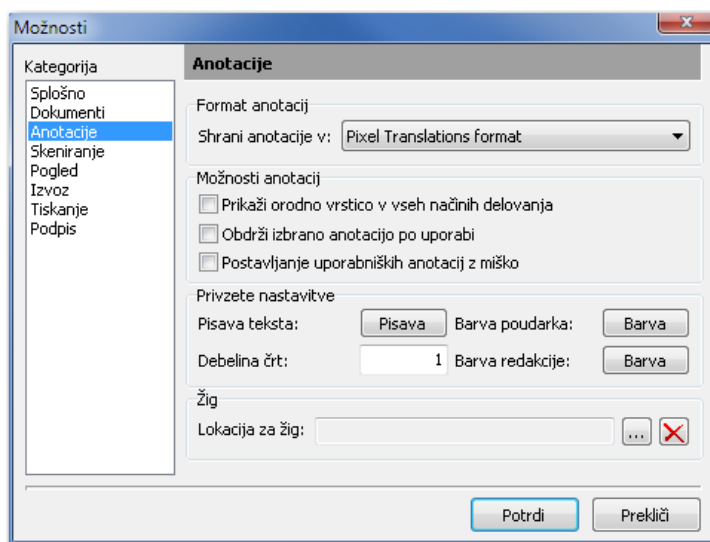 Možnosti
Kategorija
Splošno
Dokumenti
Anotacije
Skeniranje
Pogled
Izvoz
Tiskanje
Podpis
Anotacije
Format anotacij
Shrani anotacije v: Pixel Translations format
Možnosti anotacij
Prikaži orodno vrstico v vseh načinih delovanja
Obdrži izbrano anotacijo po uporabi
Postavljanje uporabniških anotacij z miško
Privzete nastavitve
Pisava teksta: Pisava Barva poudarka: Barva
Debelina črt: 1 Barva redakcije: Barva
Žig
Lokacija za žig: ...
Potrdi Prekliči